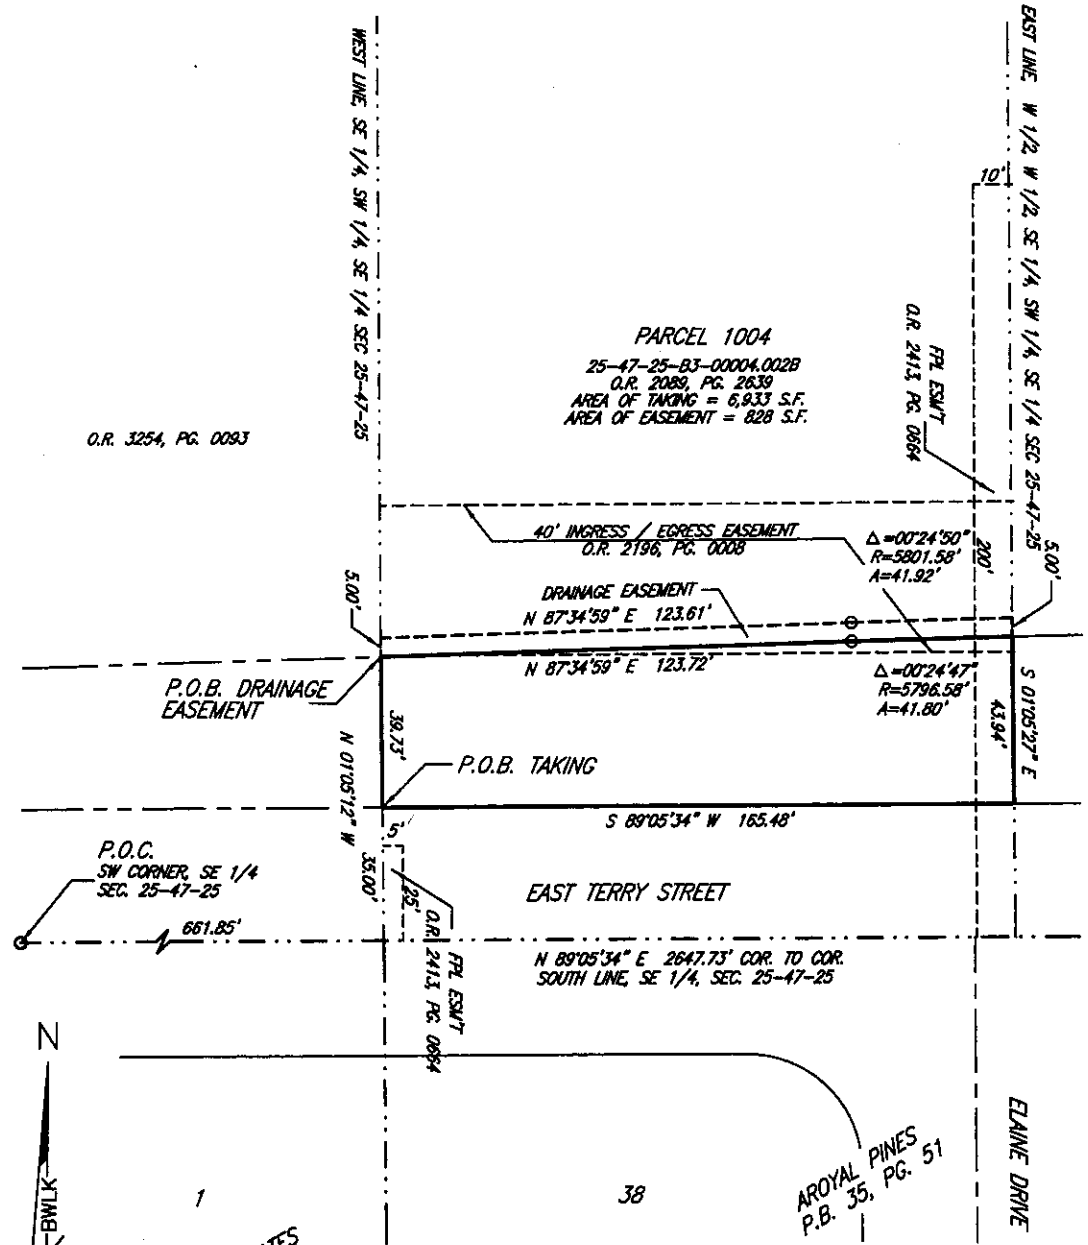 WEST LINE, SE 1/4, SW 1/4, SE 1/4 SEC 25-47-25
EAST LINE, W 1/2, W 1/2, SE 1/4, SW 1/4, SE 1/4 SEC 25-47-25
10'
PARCEL 1004
25-47-25-B3-00004.002B
O.R. 2089, PG. 2639
AREA OF TAKING = 6,933 S.F.
AREA OF EASEMENT = 828 S.F.
FPL ESM'T
O.R. 2413, PG. 0664
O.R. 3254, PG. 0093
40' INGRESS / EGRESS EASEMENT
O.R. 2196, PG. 0008
Δ=00°24'50"
R=5801.58'
A=41.92'
200'
5.00'
5.00'
DRAINAGE EASEMENT
N 87°34'59" E 123.61'
N 87°34'59" E 123.72'
Δ=00°24'47"
R=5796.58'
A=41.80'
P.O.B. DRAINAGE
EASEMENT
39.73'
43.94'
S 01°05'27" E
N 01°05'12" W
P.O.B. TAKING
S 89°05'34" W 165.48'
5'
35.00'
25'
P.O.C.
SW CORNER, SE 1/4
SEC. 25-47-25
EAST TERRY STREET
661.85'
N 89°05'34" E 2647.73' COR. TO COR.
SOUTH LINE, SE 1/4, SEC. 25-47-25
FPL ESM'T
O.R. 2413, PG. 0664
N
BWLK
1
38
AROYAL PINES
P.B. 35, PG. 51
ELAINE DRIVE